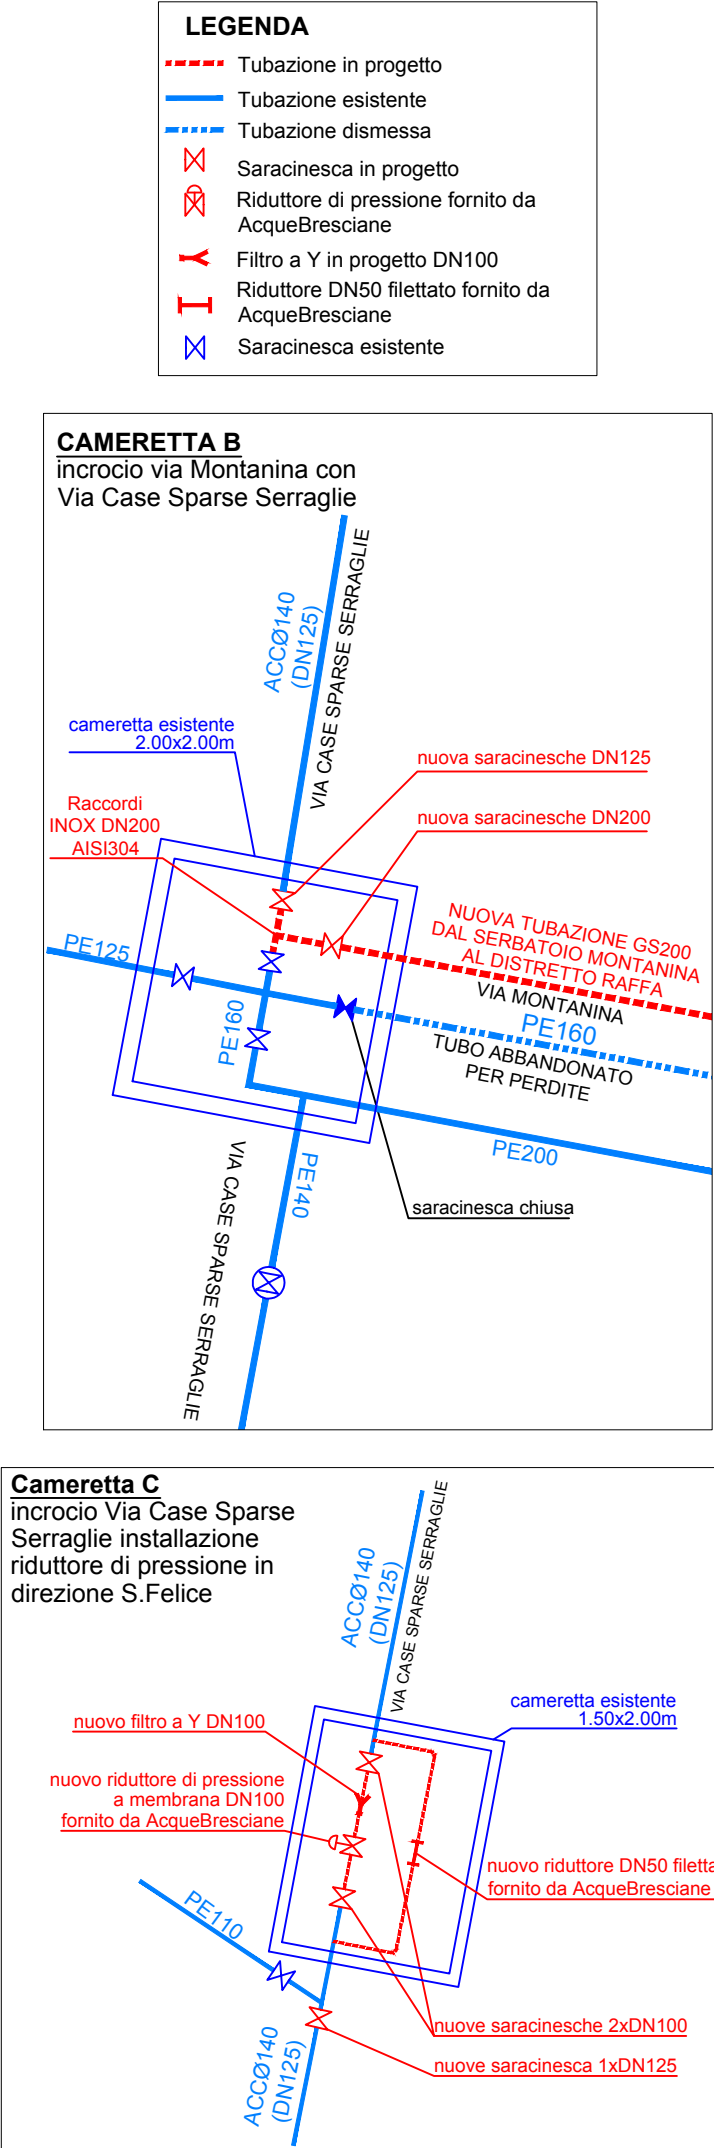 LEGENDA
Tubazione in progetto
Tubazione esistente
Tubazione dismessa
Saracinesca in progetto
Riduttore di pressione fornito da
AcqueBresciane
Filtro a Y in progetto DN100
Riduttore DN50 filettato fornito da
AcqueBresciane
Saracinesca esistente
CAMERETTA B
incrocio via Montanina con
Via Case Sparse Serraglie
ACCØ140
(DN125)
VIA CASE SPARSE SERRAGLIE
cameretta esistente
2.00x2.00m
nuova saracinesche DN125
Raccordi
INOX DN200
AISI304
nuova saracinesche DN200
NUOVA TUBAZIONE GS200
DAL SERBATOIO MONTANINA
AL DISTRETTO RAFFA
PE125
VIA MONTANINA
PE160
PE160
TUBO ABBANDONATO
PER PERDITE
PE200
PE140
VIA CASE SPARSE SERRAGLIE
saracinesca chiusa
Cameretta C
incrocio Via Case Sparse
Serraglie installazione
riduttore di pressione in
direzione S.Felice
ACCØ140
(DN125)
VIA CASE SPARSE SERRAGLIE
cameretta esistente
1.50x2.00m
nuovo filtro a Y DN100
nuovo riduttore di pressione
a membrana DN100
fornito da AcqueBresciane
nuovo riduttore DN50 filetta
fornito da AcqueBresciane
PE110
ACCØ140
(DN125)
nuove saracinesche 2xDN100
nuove saracinesca 1xDN125